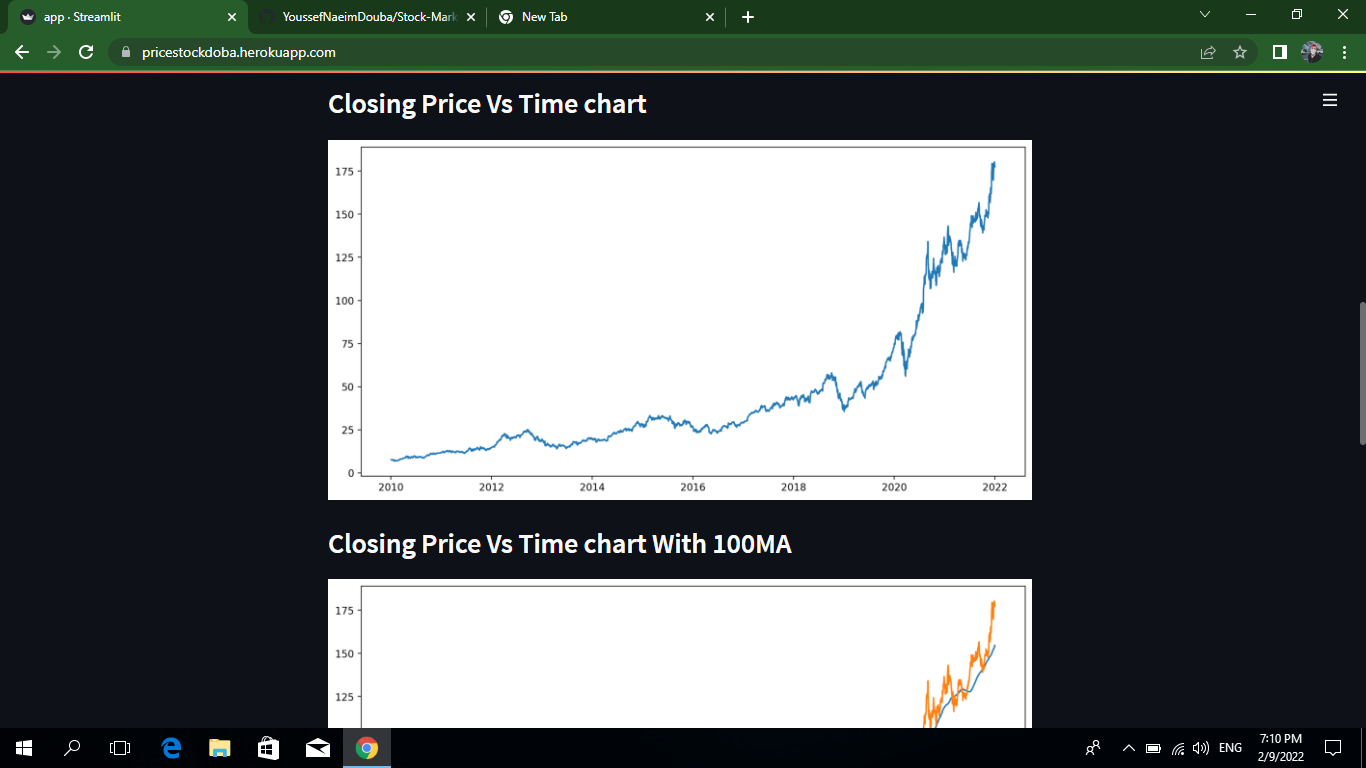 app · Streamlit
YoussefNaeimDouba/Stock-Mark
New Tab
pricestockdoba.herokuapp.com
Closing Price Vs Time chart
175
150
125
100
75
50
25
0
2010 2012 2014 2016 2018 2020 2022
Closing Price Vs Time chart With 100MA
175
150
125
ENG
7:10 PM
2/9/2022